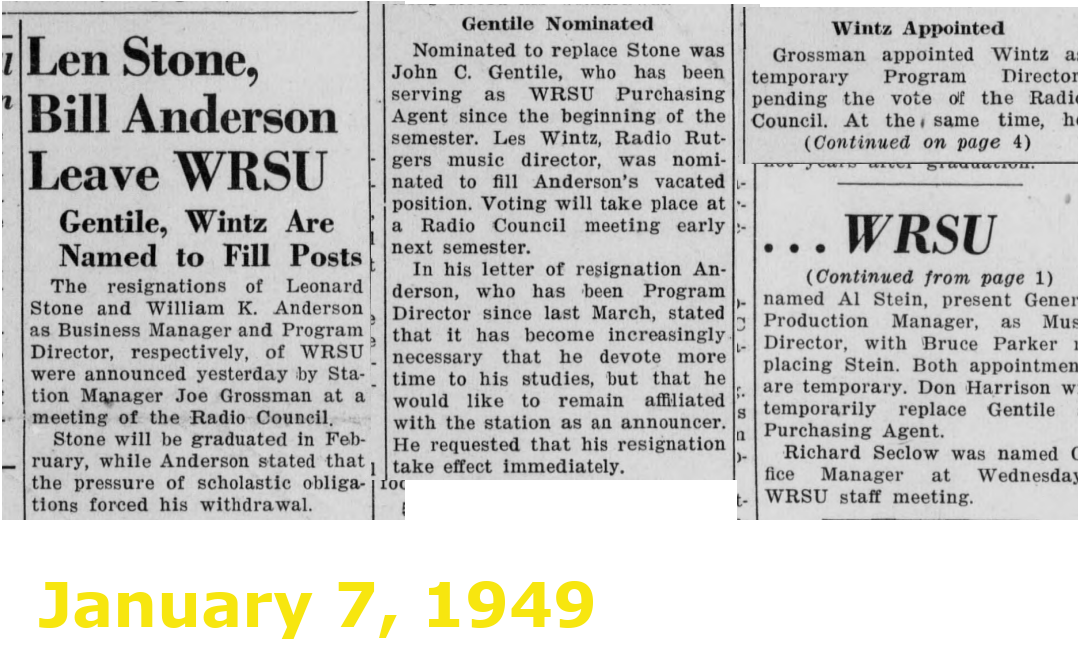 Len Stone,
Bill Anderson
Leave WRSU
Gentile, Wintz Are
Named to Fill Posts
The resignations of Leonard
Stone and William K. Anderson
as Business Manager and Program
Director, respectively, of WRSU
were announced yesterday by Sta-
tion Manager Joe Grossman at a
meeting of the Radio Council.
Stone will be graduated in Feb-
ruary, while Anderson stated that
the pressure of scholastic obliga-
tions forced his withdrawal.
Gentile Nominated
Nominated to replace Stone was
John C. Gentile, who has been
serving as WRSU Purchasing
Agent since the beginning of the
semester. Les Wintz, Radio Rut-
gers music director, was nomi-
nated to fill Anderson's vacated
position. Voting will take place at
a Radio Council meeting early
next semester.
In his letter of resignation An-
derson, who has been Program
Director since last March, stated
that it has become increasingly
necessary that he devote more
time to his studies, but that he
would like to remain affiliated
with the station as an announcer.
He requested that his resignation
take effect immediately.
Wintz Appointed
Grossman appointed Wintz as
temporary Program Director
pending the vote of the Radio
Council. At the same time, he
(Continued on page 4)
not years after graduation.
... WRSU
(Continued from page 1)
named Al Stein, present Gener
Production Manager, as Mus
Director, with Bruce Parker
placing Stein. Both appointmen
are temporary. Don Harrison w
temporarily replace Gentile
Purchasing Agent.
Richard Seclow was named
fice Manager at Wednesday
WRSU staff meeting.
January 7, 1949